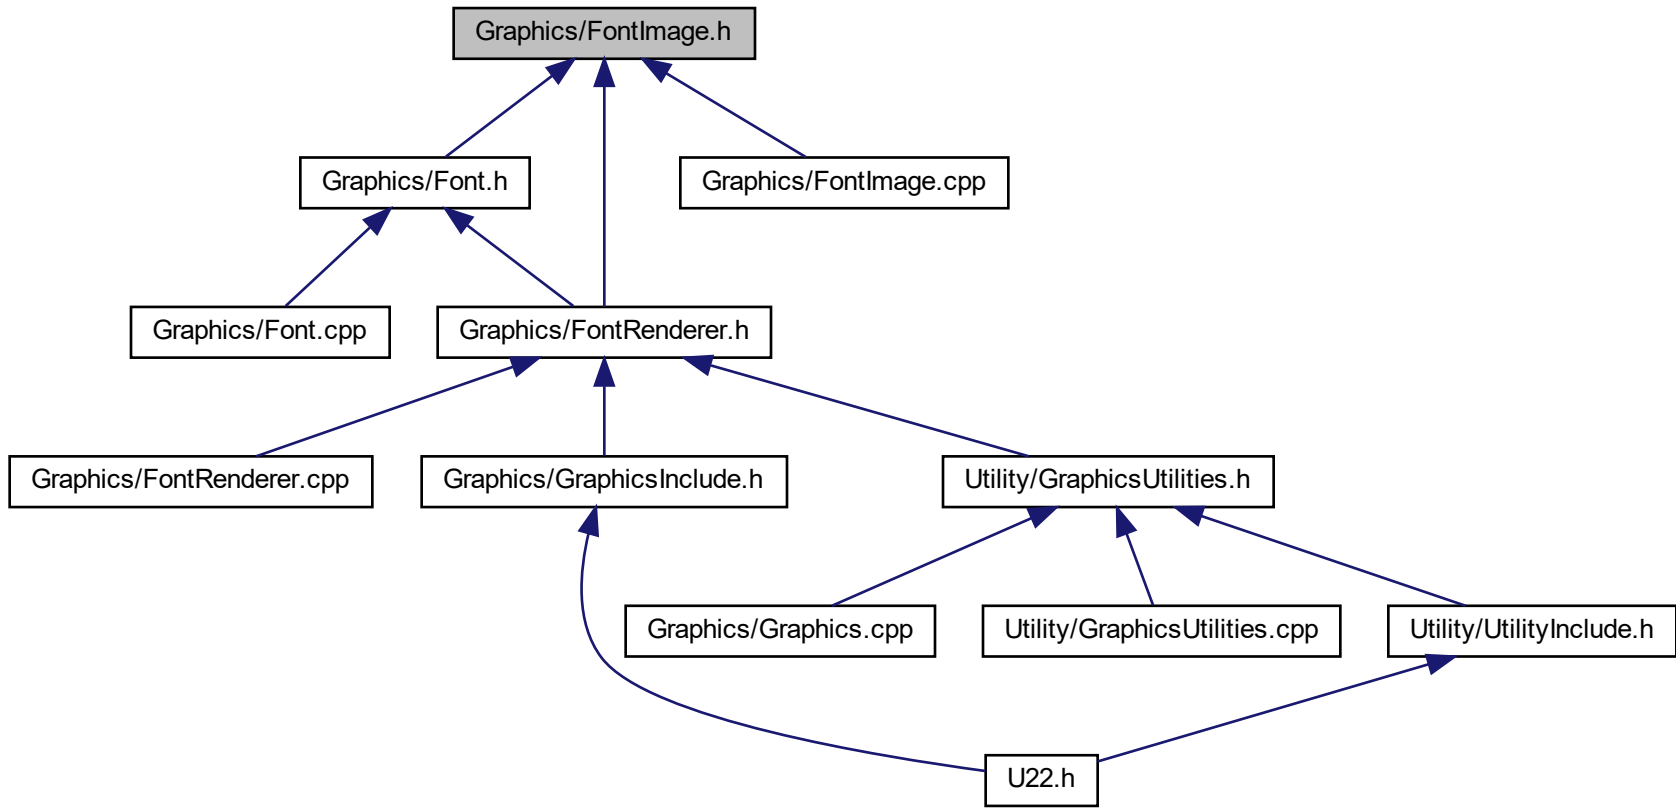 Graphics/FontImage.h
Graphics/Font.h
Graphics/FontImage.cpp
Graphics/Font.cpp
Graphics/FontRenderer.h
Graphics/FontRenderer.cpp
Graphics/GraphicsInclude.h
Utility/GraphicsUtilities.h
Graphics/Graphics.cpp
Utility/GraphicsUtilities.cpp
Utility/UtilityInclude.h
U22.h